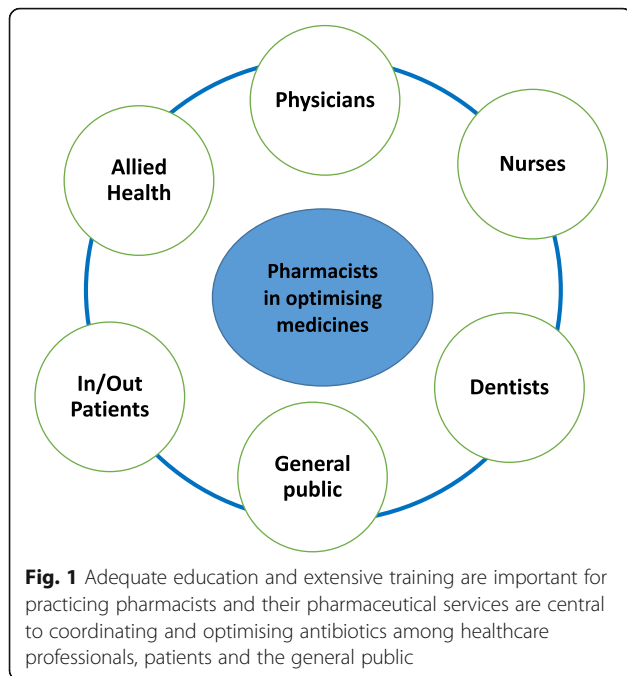 Physicians
Nurses
Allied
Health
Pharmacists
in optimising
medicines
In/Out
Patients
Dentists
General
public
Fig. 1 Adequate education and extensive training are important for
practicing pharmacists and their pharmaceutical services are central
to coordinating and optimising antibiotics among healthcare
professionals, patients and the general public